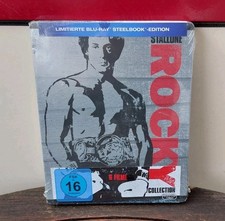 LIMITIERTE BLU-RAY STEELBOOK EDITION
STALLONE
ROCKY
6 FILME
16
COLLECTION